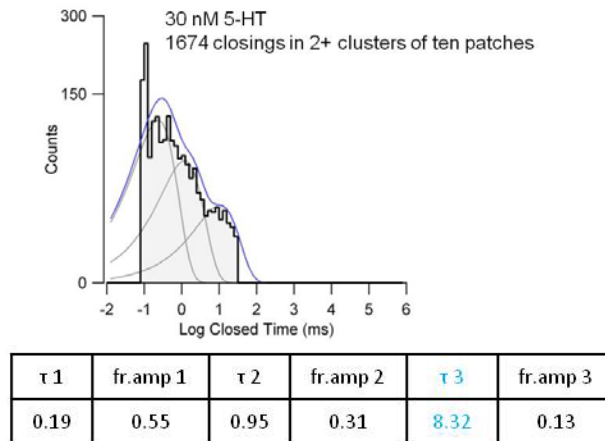 30 nM 5-HT
1674 closings in 2+ clusters of ten patches
300
150
0
Counts
-2 -1 0 1 2 3 4 5 6
Log Closed Time (ms)
τ 1 fr.amp 1 τ 2 fr.amp 2 τ 3 fr.amp 3
0.19 0.55 0.95 0.31 8.32 0.13